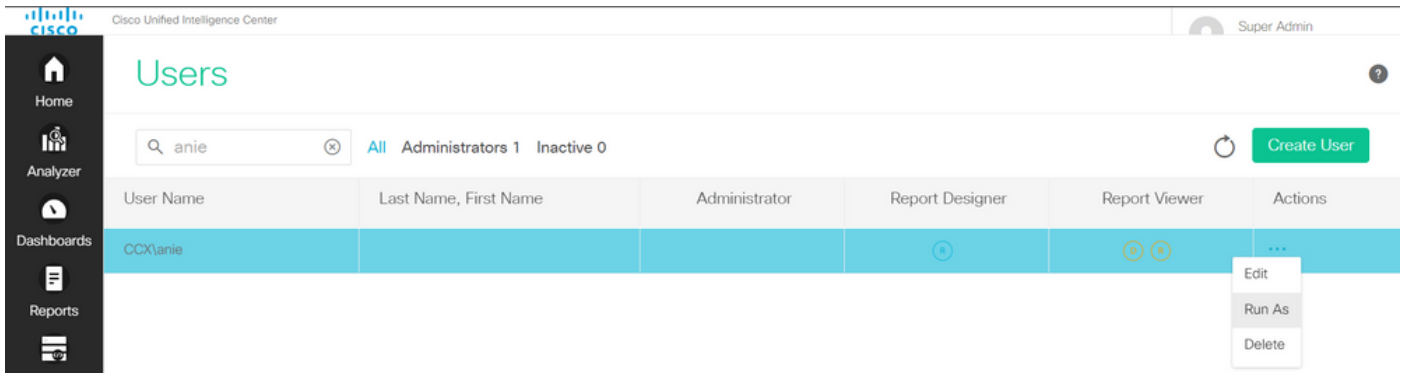 CISCO
Cisco Unified Intelligence Center
Super Admin
Home
Users
?
Analyzer
anie
All Administrators 1 Inactive 0
Create User
User Name Last Name, First Name Administrator Report Designer Report Viewer Actions
Dashboards
CCX\anie
Edit
Reports
Run As
Delete